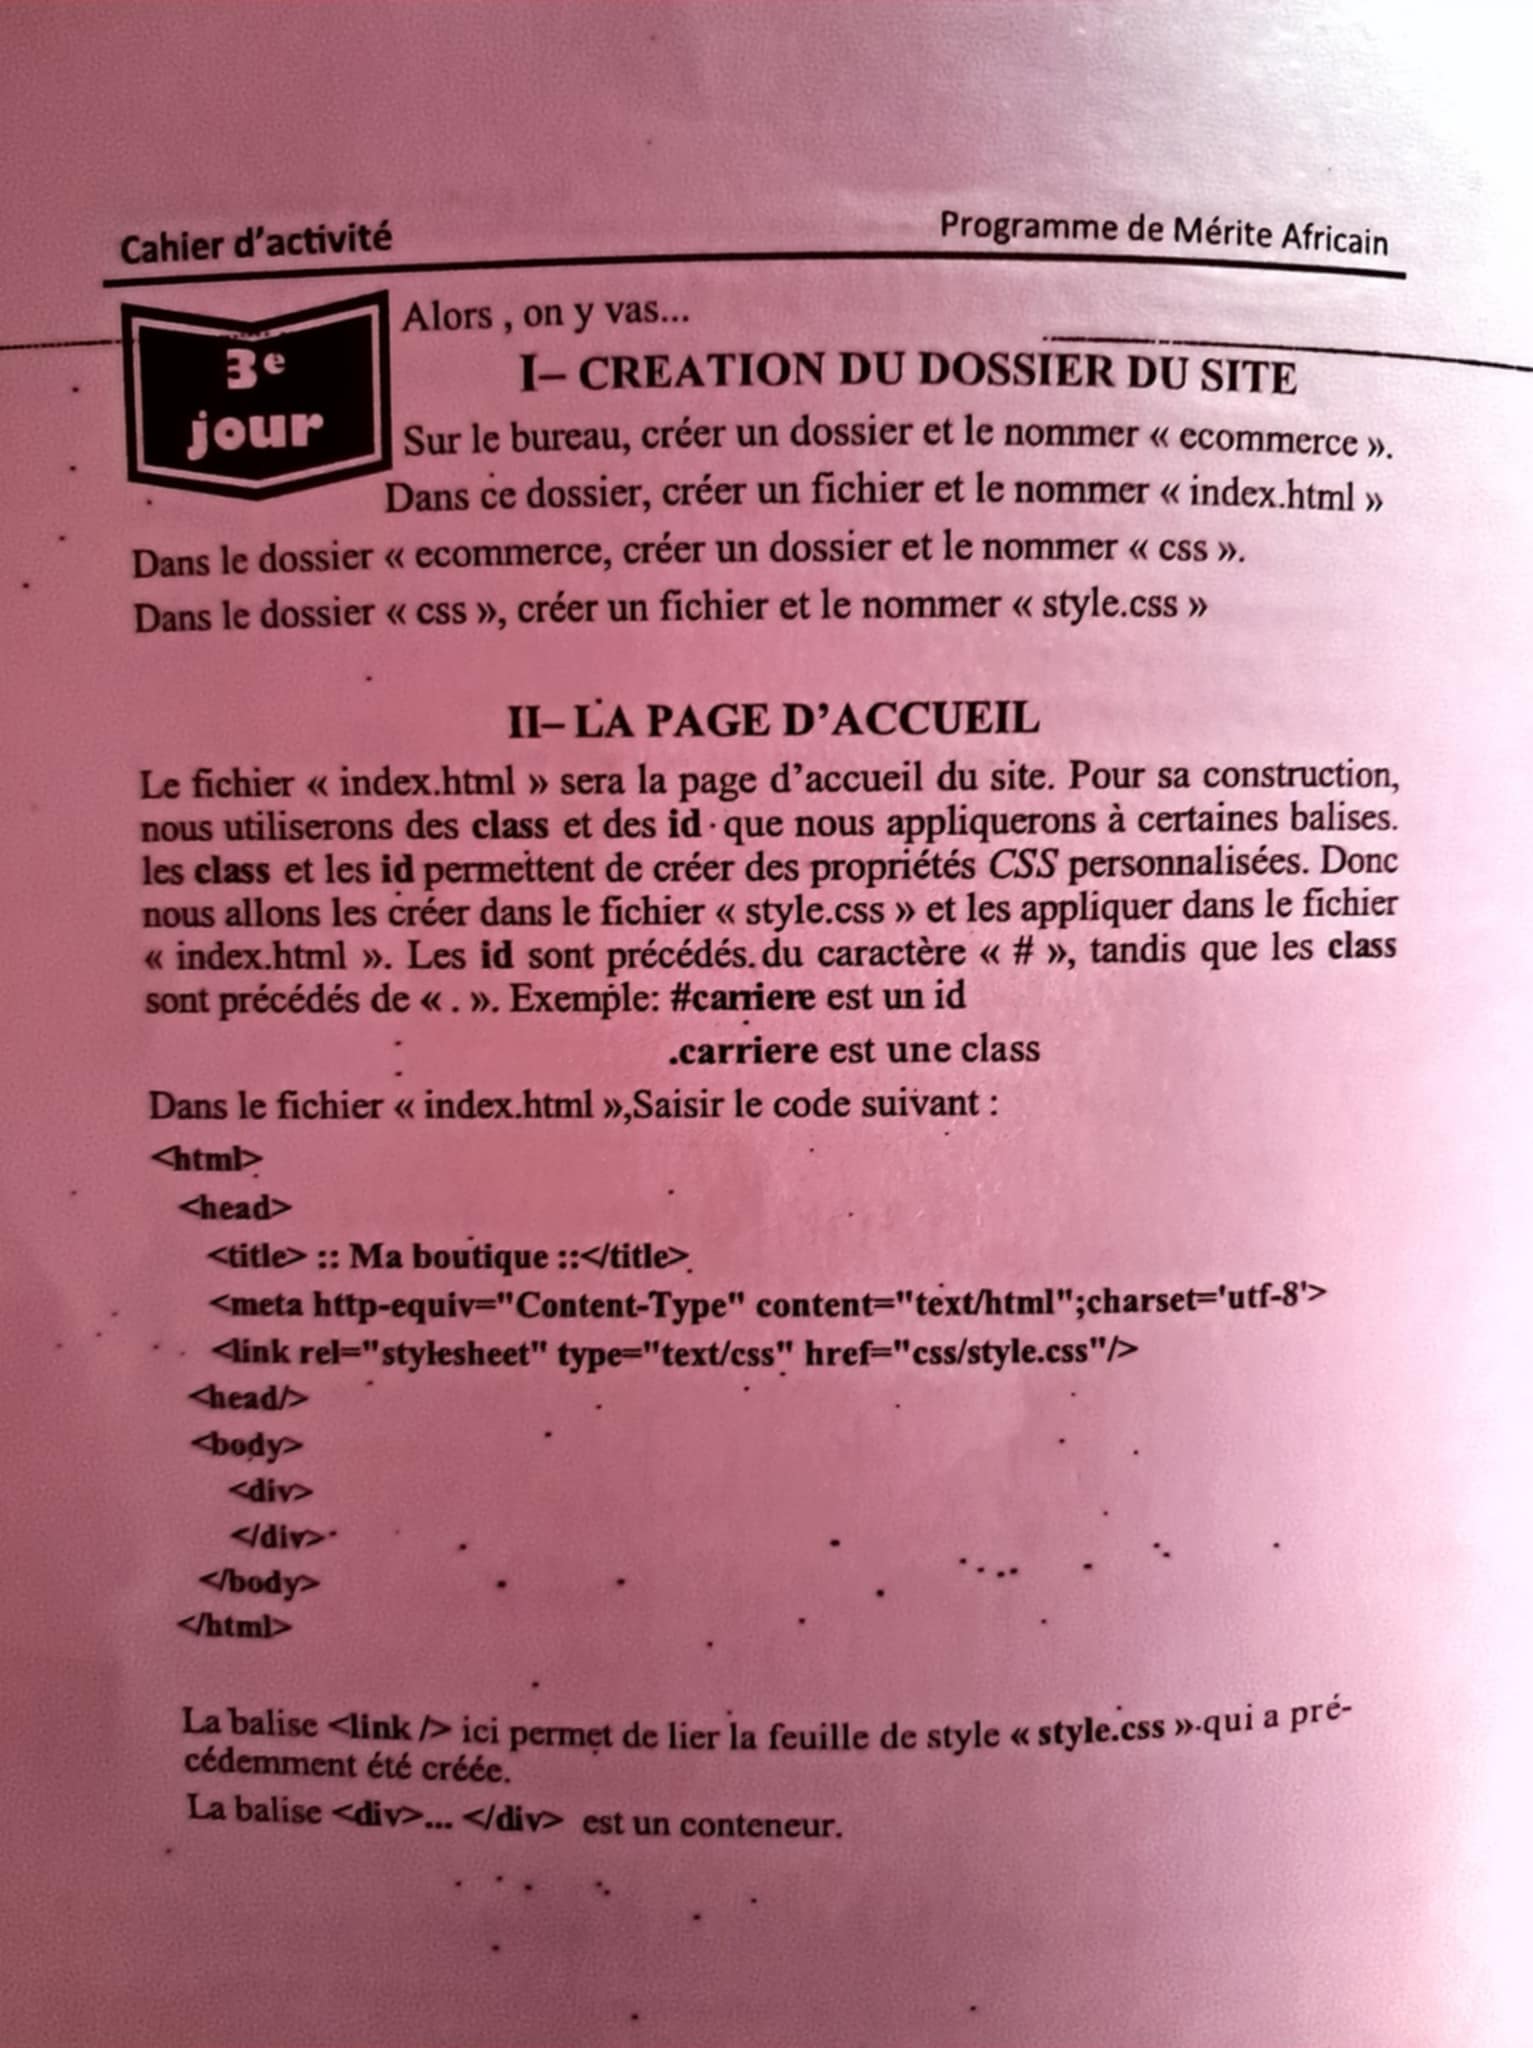 Cahier d'activité
Programme de Mérite Africain
3e
jour
Alors , on y vas...
I– CREATION DU DOSSIER DU SITE
Sur le bureau, créer un dossier et le nommer « ecommerce ».
Dans ce dossier, créer un fichier et le nommer « index.html »
Dans le dossier « ecommerce, créer un dossier et le nommer « css ».
Dans le dossier « css », créer un fichier et le nommer « style.css »
II– LA PAGE D'ACCUEIL
Le fichier « index.html » sera la page d'accueil du site. Pour sa construction,
nous utiliserons des class et des id que nous appliquerons à certaines balises.
les class et les id permettent de créer des propriétés CSS personnalisées. Donc
nous allons les créer dans le fichier « style.css » et les appliquer dans le fichier
« index.html ». Les id sont précédés du caractère « # », tandis que les class
sont précédés de « . ». Exemple: #carriere est un id
.carriere est une class
Dans le fichier « index.html »,Saisir le code suivant :
<html>
<head>
<title> :: Ma boutique ::</title>
<meta http-equiv="Content-Type" content="text/html";charset='utf-8'>
<link rel="stylesheet" type="text/css" href="css/style.css"/>
<head/>
<body>
<div>
</div>
</body>
</html>
La balise <link /> ici permet de lier la feuille de style « style.css » qui a pré-
cédemment été créée.
La balise <div>... </div> est un conteneur.